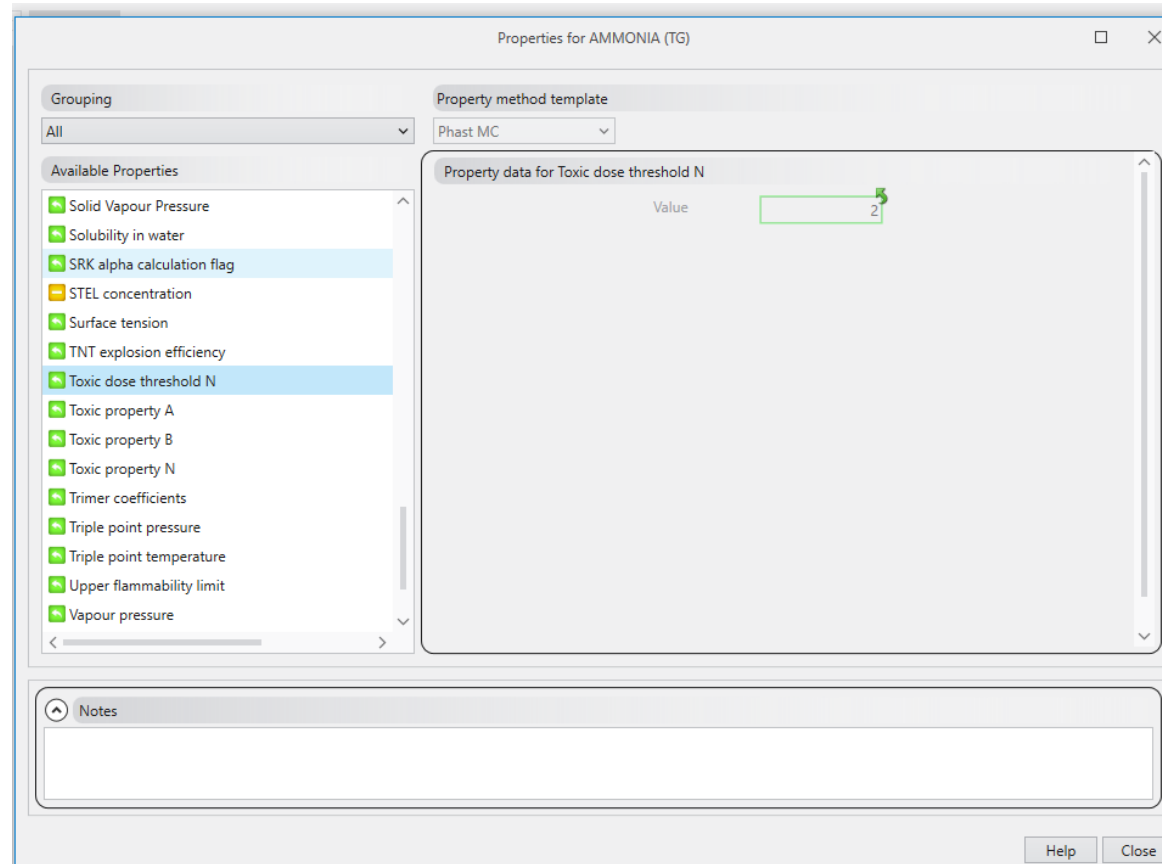 Properties for AMMONIA (TG)
Grouping
Property method template
All
Phast MC
Available Properties
Property data for Toxic dose threshold N
Value
2
Solid Vapour Pressure
Solubility in water
SRK alpha calculation flag
STEL concentration
Surface tension
TNT explosion efficiency
Toxic dose threshold N
Toxic property A
Toxic property B
Toxic property N
Trimer coefficients
Triple point pressure
Triple point temperature
Upper flammability limit
Vapour pressure
Notes
Help
Close